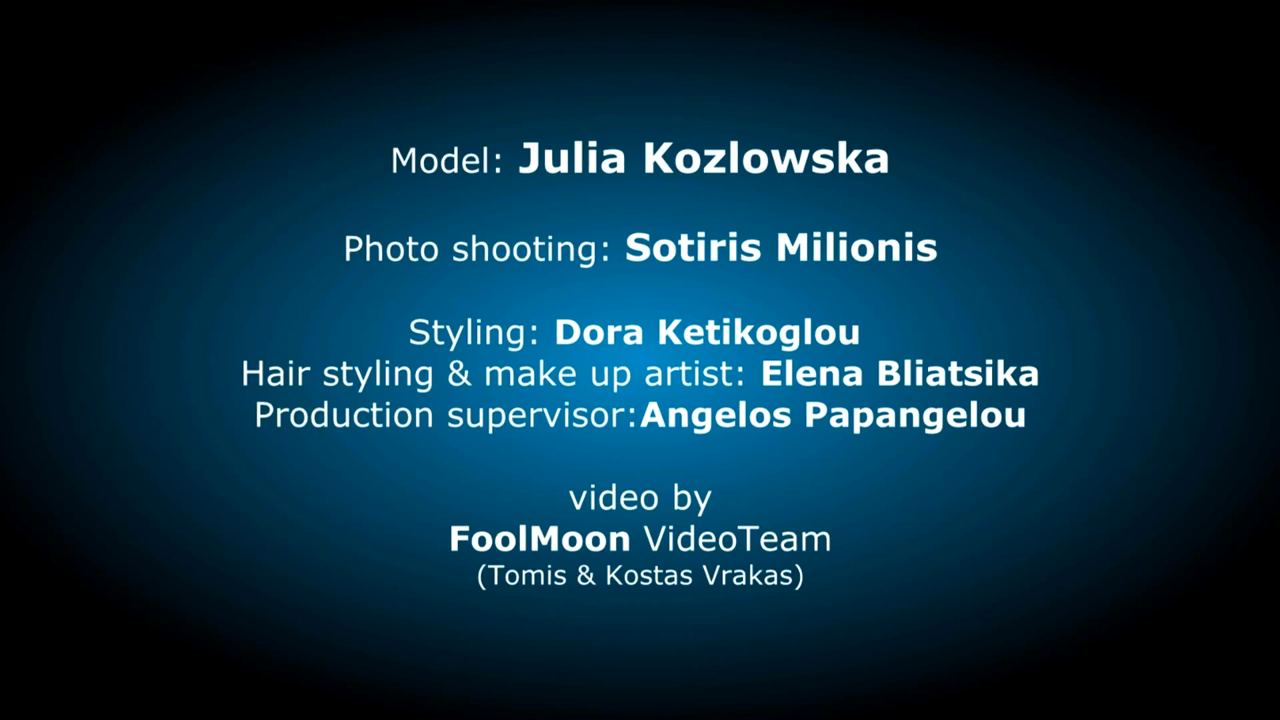 Model: Julia Kozlowska
Photo shooting: Sotiris Milionis
Styling: Dora Ketikoglou
Hair styling & make up artist: Elena Bliatsika
Production supervisor:Angelos Papangelou
video by
FoolMoon VideoTeam
(Tomis & Kostas Vrakas)